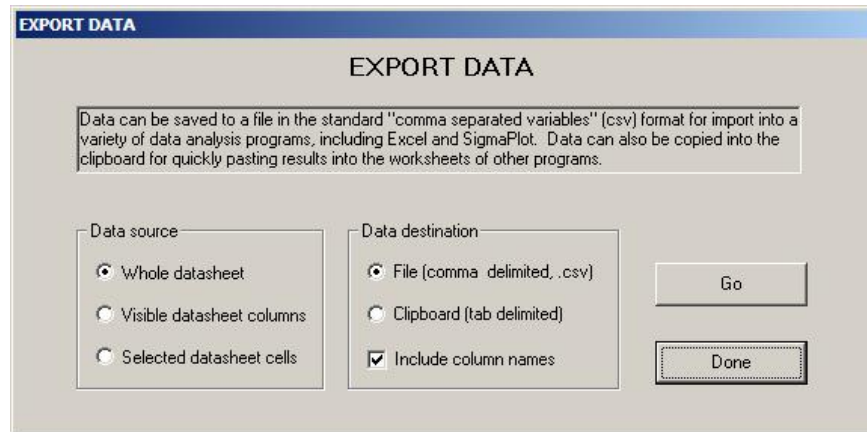 EXPORT DATA
EXPORT DATA
Data can be saved to a file in the standard "comma separated variables" (csv) format for import into a
variety of data analysis programs, including Excel and SigmaPlot. Data can also be copied into the
clipboard for quickly pasting results into the worksheets of other programs.
Data source
Whole datasheet
Visible datasheet columns
Selected datasheet cells
Data destination
File (comma delimited, .csv)
Clipboard (tab delimited)
Include column names
Go
Done